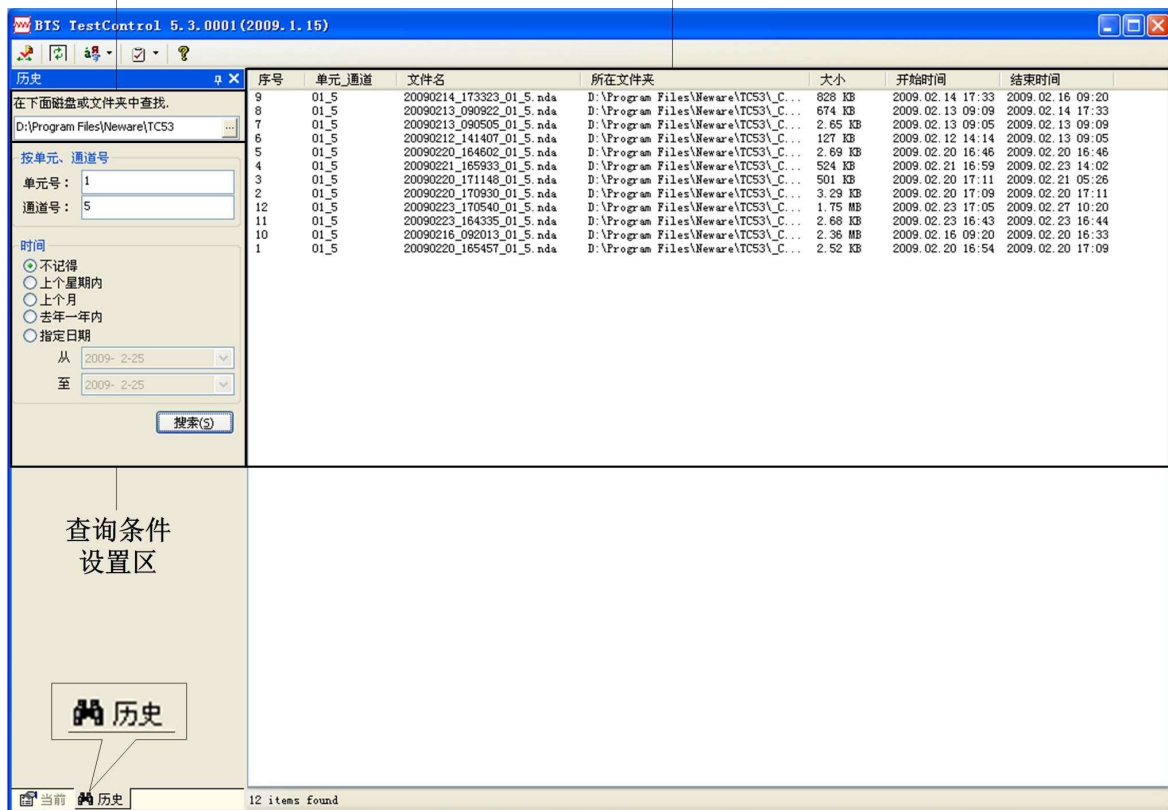 BTS TestControl 5.3.0001(2009.1.15)
历史
在下面磁盘或文件夹中查找.
D:\Program Files\Neware\TC53
...
按单元、通道号
单元号: 1
通道号: 5
时间
不记得
上个星期内
上个月
去年一年内
指定日期
从 2009- 2-25
至 2009- 2-25
搜索(S)
序号 单元_通道 文件名 所在文件夹 大小 开始时间 结束时间
9 01_5 20090214_173323_01_5.nda D:\Program Files\Neware\TC53\_C... 828 KB 2009.02.14 17:33 2009.02.16 09:20
8 01_5 20090213_090922_01_5.nda D:\Program Files\Neware\TC53\_C... 674 KB 2009.02.13 09:09 2009.02.14 17:33
7 01_5 20090213_090505_01_5.nda D:\Program Files\Neware\TC53\_C... 2.65 KB 2009.02.13 09:05 2009.02.13 09:09
6 01_5 20090212_141407_01_5.nda D:\Program Files\Neware\TC53\_C... 127 KB 2009.02.12 14:14 2009.02.13 09:05
5 01_5 20090220_164602_01_5.nda D:\Program Files\Neware\TC53\_C... 2.69 KB 2009.02.20 16:46 2009.02.20 16:46
4 01_5 20090221_165933_01_5.nda D:\Program Files\Neware\TC53\_C... 524 KB 2009.02.21 16:59 2009.02.23 14:02
3 01_5 20090220_171148_01_5.nda D:\Program Files\Neware\TC53\_C... 501 KB 2009.02.20 17:11 2009.02.21 05:26
2 01_5 20090220_170930_01_5.nda D:\Program Files\Neware\TC53\_C... 3.29 KB 2009.02.20 17:09 2009.02.20 17:11
12 01_5 20090223_170540_01_5.nda D:\Program Files\Neware\TC53\_C... 1.75 MB 2009.02.23 17:05 2009.02.27 10:20
11 01_5 20090223_164335_01_5.nda D:\Program Files\Neware\TC53\_C... 2.68 KB 2009.02.23 16:43 2009.02.23 16:44
10 01_5 20090216_092013_01_5.nda D:\Program Files\Neware\TC53\_C... 2.36 MB 2009.02.16 09:20 2009.02.20 16:33
1 01_5 20090220_165457_01_5.nda D:\Program Files\Neware\TC53\_C... 2.52 KB 2009.02.20 16:54 2009.02.20 17:09
查询条件
设置区
历史
当前 历史
12 items found